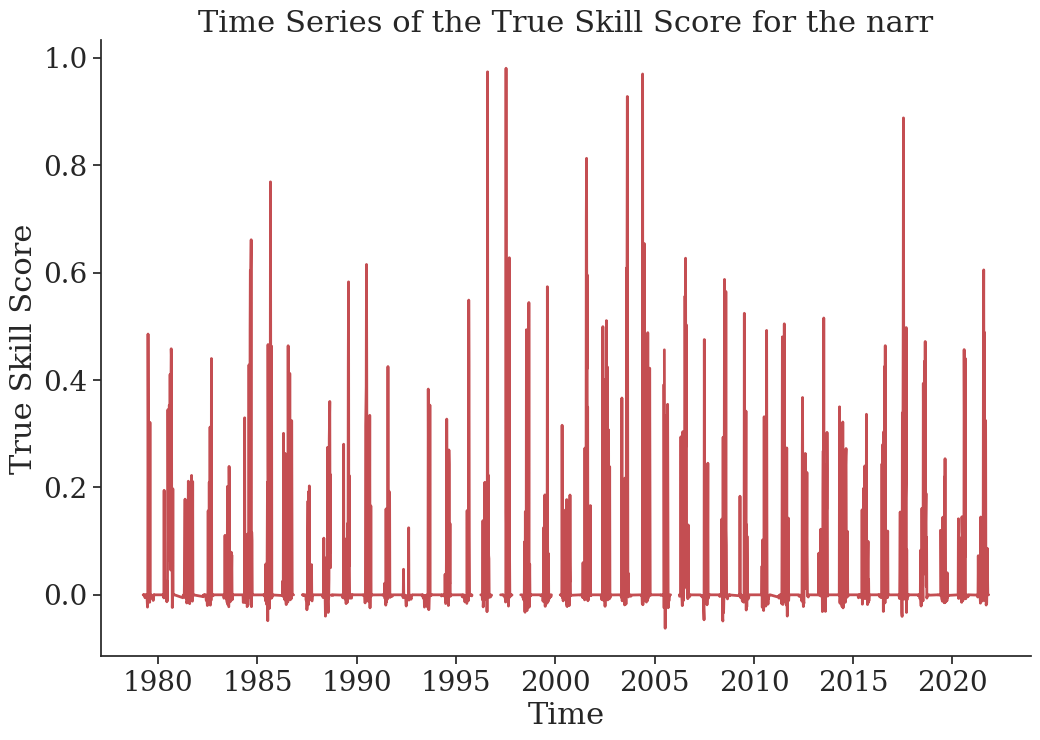 Time Series of the True Skill Score for the narr
True Skill Score
1.0
0.8
0.6
0.4
0.2
0.0
1980 1985 1990 1995 2000 2005 2010 2015 2020
Time